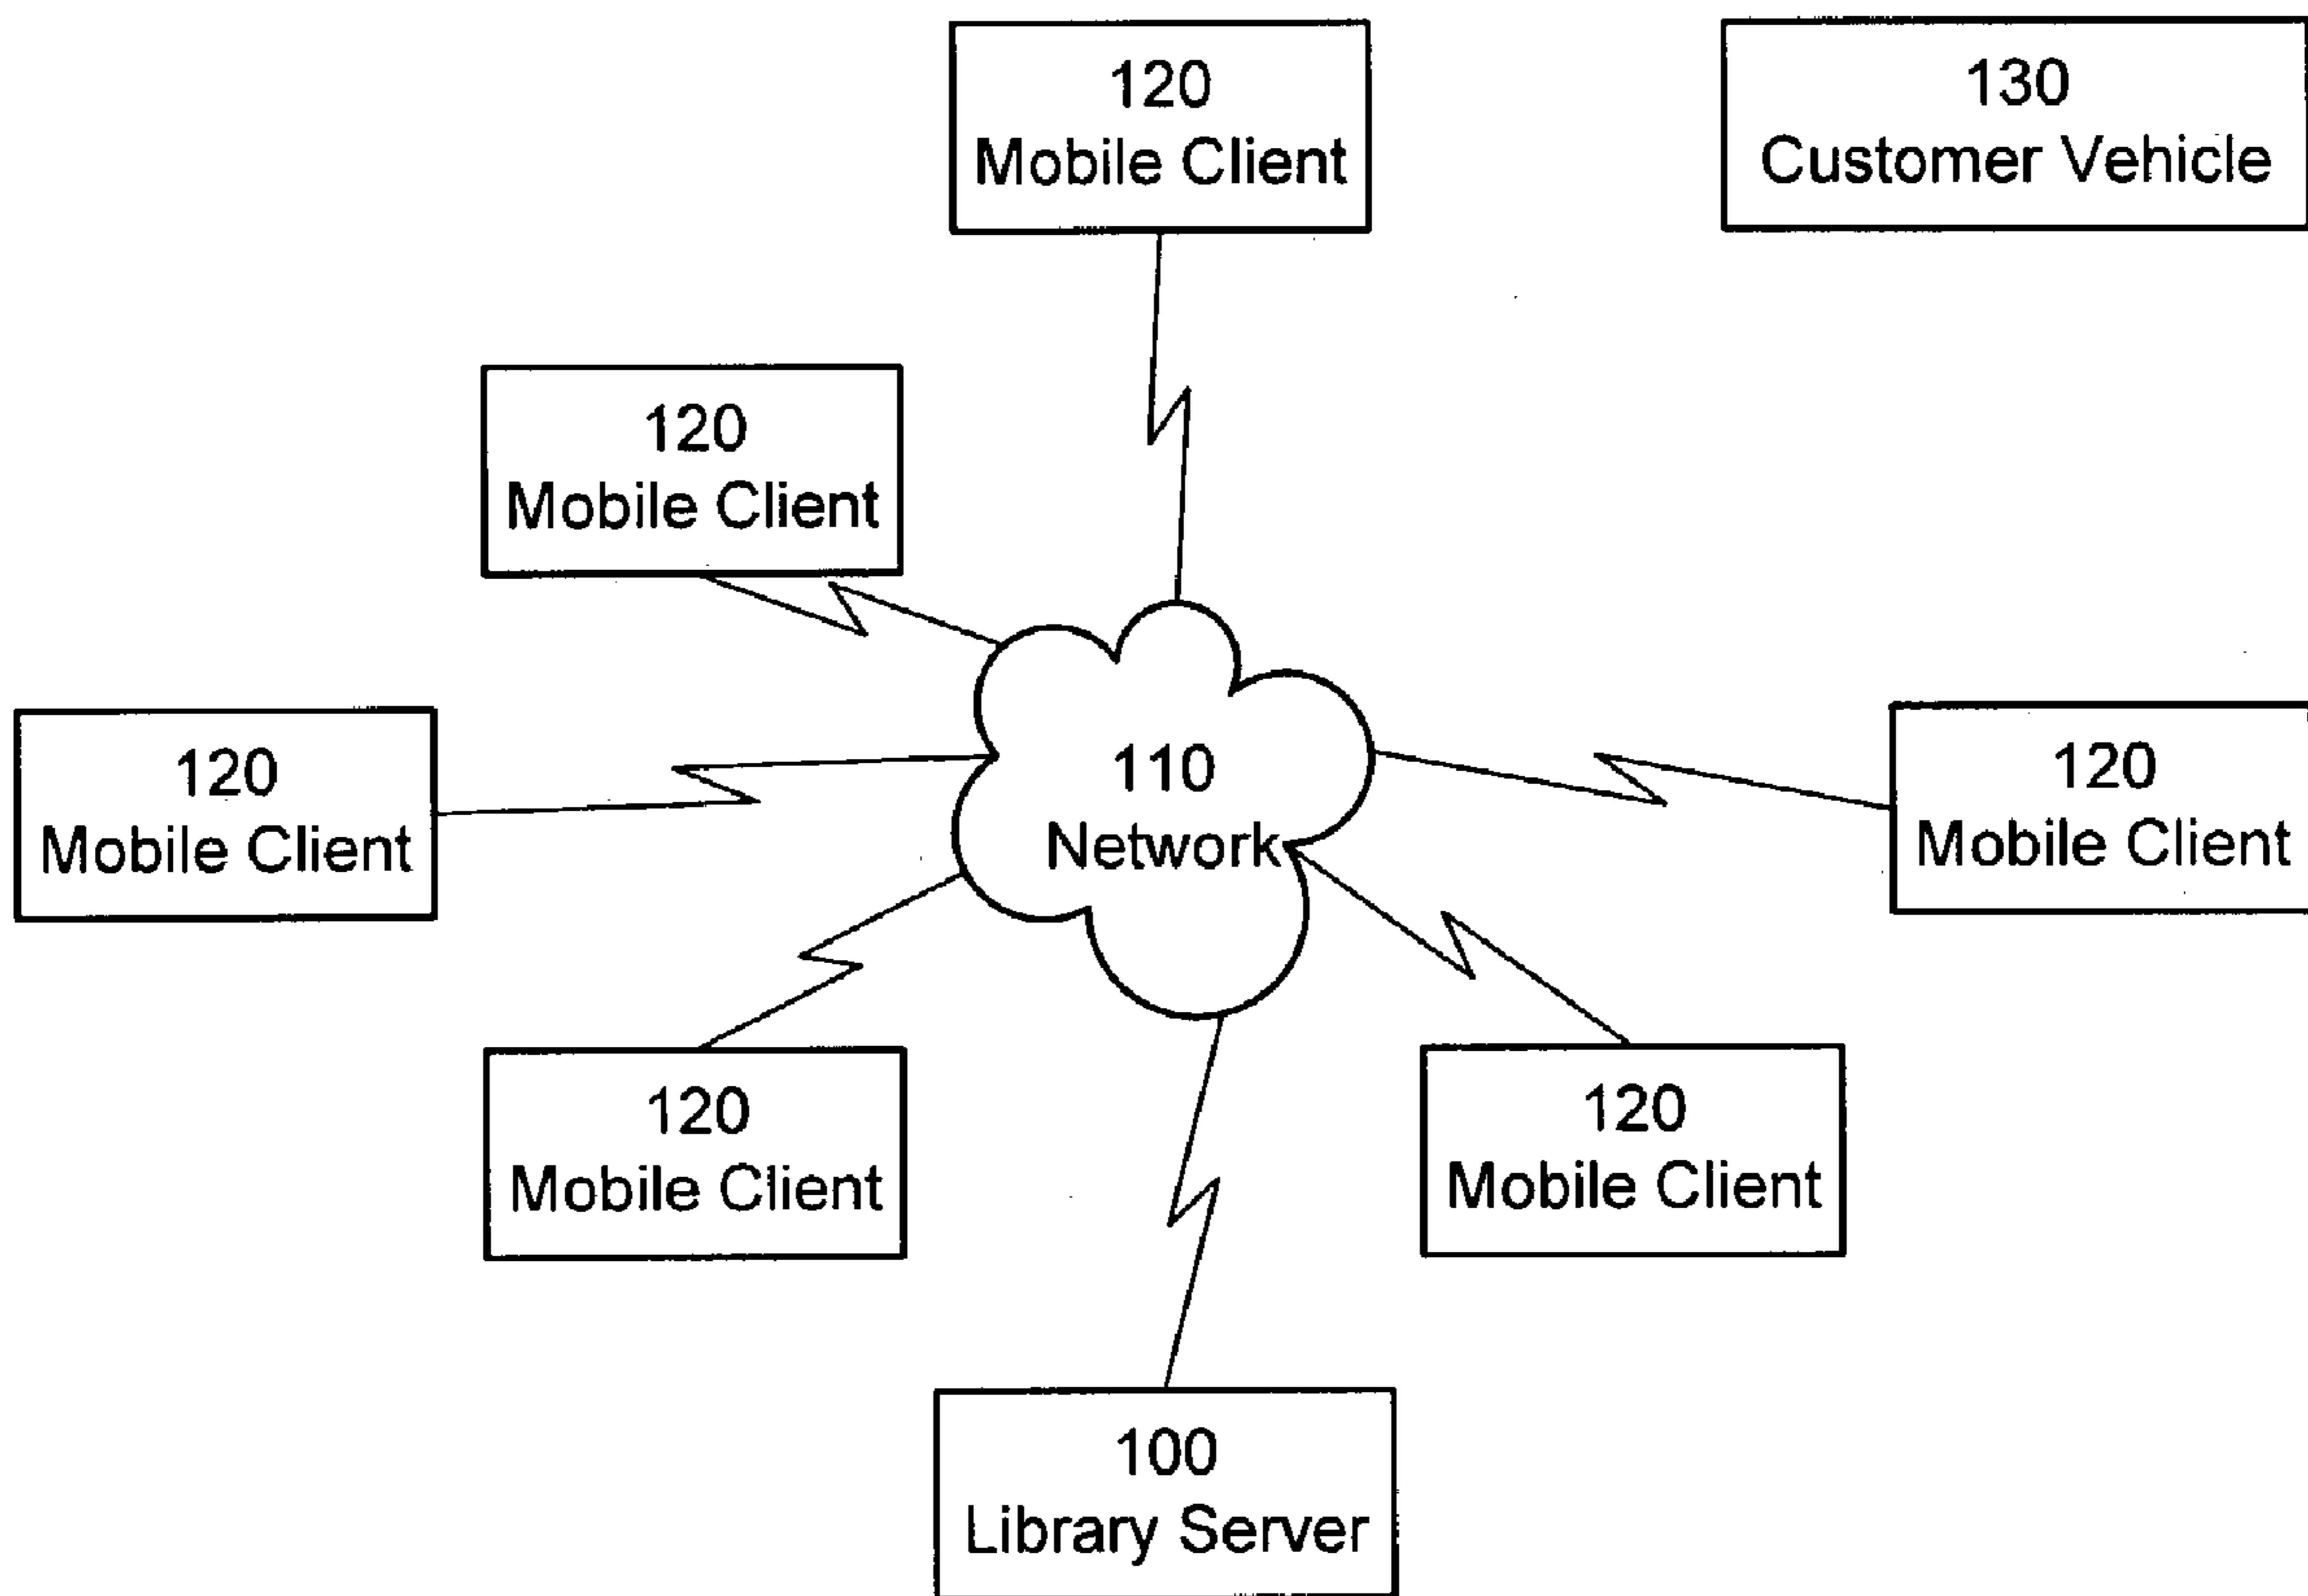 120
Mobile Client
130
Customer Vehicle
120
Mobile Client
120
Mobile Client
110
Network
120
Mobile Client
120
Mobile Client
120
Mobile Client
100
Library Server